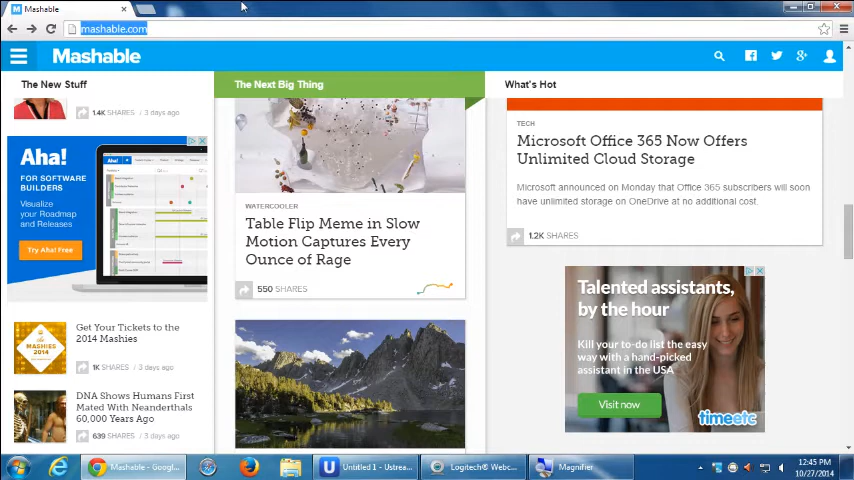 Mashable
mashable.com
Mashable
The New Stuff
The Next Big Thing
What's Hot
1.4K SHARES / 3 days ago
Aha!
FOR SOFTWARE
BUILDERS
Visualize
your Roadmap
and Releases
Try Aha! Free
THE
MASHIES
2014
Get Your Tickets to the
2014 Mashies
1K SHARES / 3 days ago
DNA Shows Humans First
Mated With Neanderthals
60,000 Years Ago
639 SHARES / 3 days ago
WATERCOOLER
Table Flip Meme in Slow
Motion Captures Every
Ounce of Rage
550 SHARES
TECH
Microsoft Office 365 Now Offers
Unlimited Cloud Storage
Microsoft announced on Monday that Office 365 subscribers will soon
have unlimited storage on OneDrive at no additional cost.
1.2K SHARES
Talented assistants,
by the hour
Kill your to-do list the easy
way with a hand-picked
assistant in the USA
Visit now
timeetc
Mashable - Googl...
Untitled 1 - Ustrea...
Logitech® Webc...
Magnifier
12:45 PM
10/27/2014